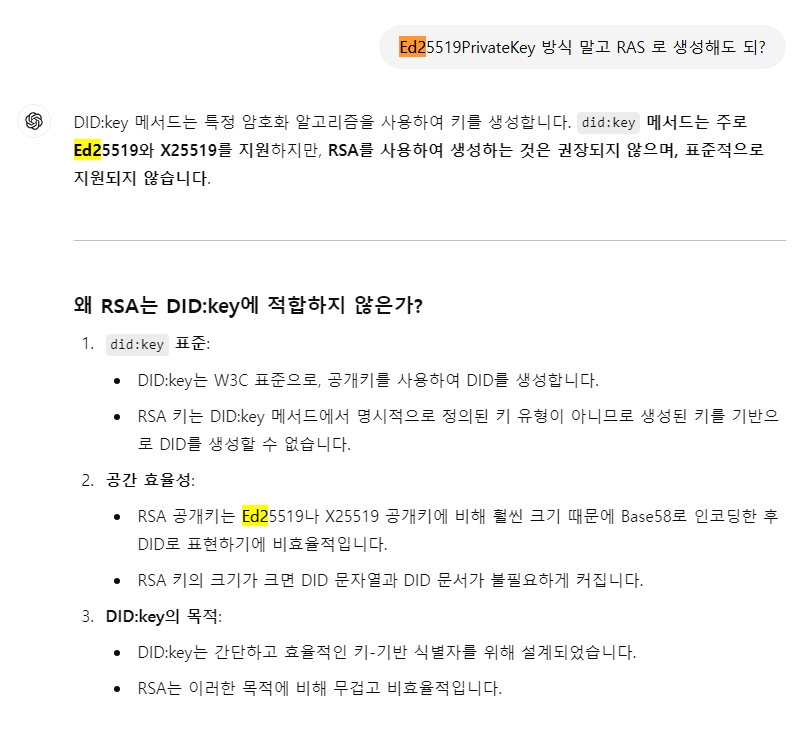 Ed25519PrivateKey 방식 말고 RAS 로 생성해도 되?
DID:key 메서드는 특정 암호화 알고리즘을 사용하여 키를 생성합니다. did:key 메서드는 주로
Ed25519와 X25519를 지원하지만, RSA를 사용하여 생성하는 것은 권장되지 않으며, 표준적으로
지원되지 않습니다.
왜 RSA는 DID:key에 적합하지 않은가?
1. did:key 표준:
• DID:key는 W3C 표준으로, 공개키를 사용하여 DID를 생성합니다.
• RSA 키는 DID:key 메서드에서 명시적으로 정의된 키 유형이 아니므로 생성된 키를 기반으
로 DID를 생성할 수 없습니다.
2. 공간 효율성:
• RSA 공개키는 Ed25519나 X25519 공개키에 비해 훨씬 크기 때문에 Base58로 인코딩한 후
DID로 표현하기에 비효율적입니다.
• RSA 키의 크기가 크면 DID 문자열과 DID 문서가 불필요하게 커집니다.
3. DID:key의 목적:
• DID:key는 간단하고 효율적인 키-기반 식별자를 위해 설계되었습니다.
• RSA는 이러한 목적에 비해 무겁고 비효율적입니다.